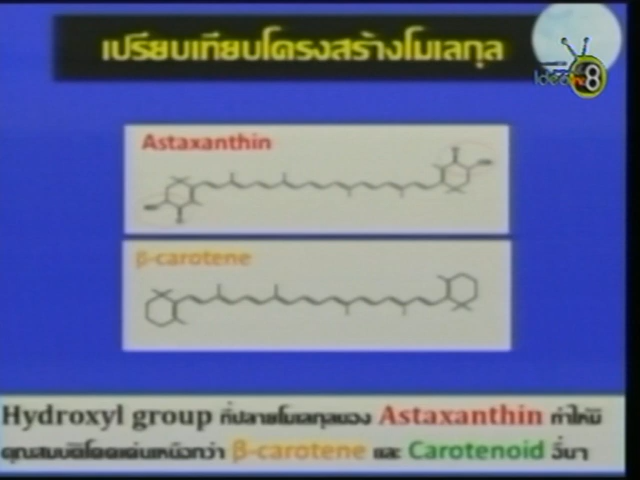 เปรียบเทียบโครงสร้างโมเลกุล
Idea 8
Astaxanthin
β-carotene
Hydroxyl group ที่ปลายโมเลกุลของ Astaxanthin ทำให้มี
คุณสมบัติโดดเด่นเหนือกว่า β-carotene และ Carotenoid อื่นๆ